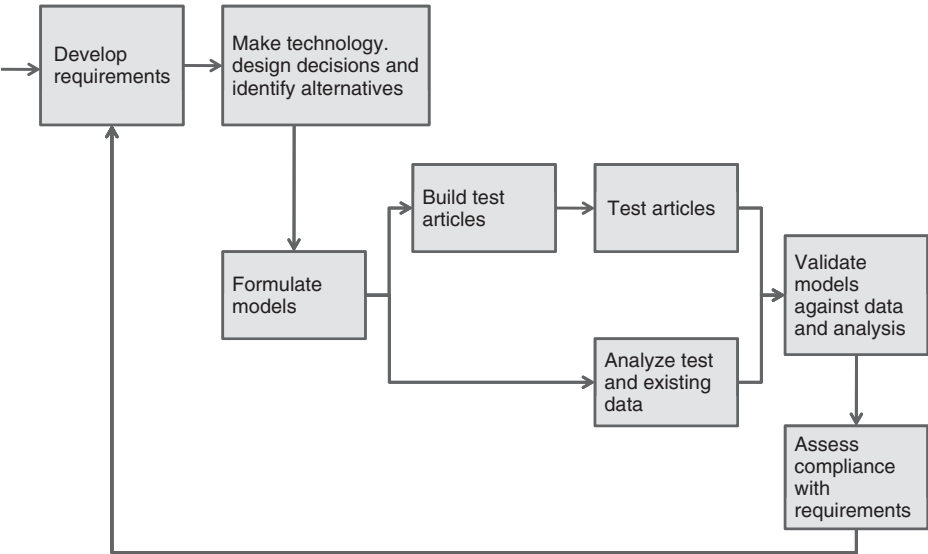 Develop
requirements
Make technology.
design decisions and
identify alternatives
Build test
articles
Test articles
Formulate
models
Validate
models
against data
and analysis
Analyze test
and existing
data
Assess
compliance
with
requirements